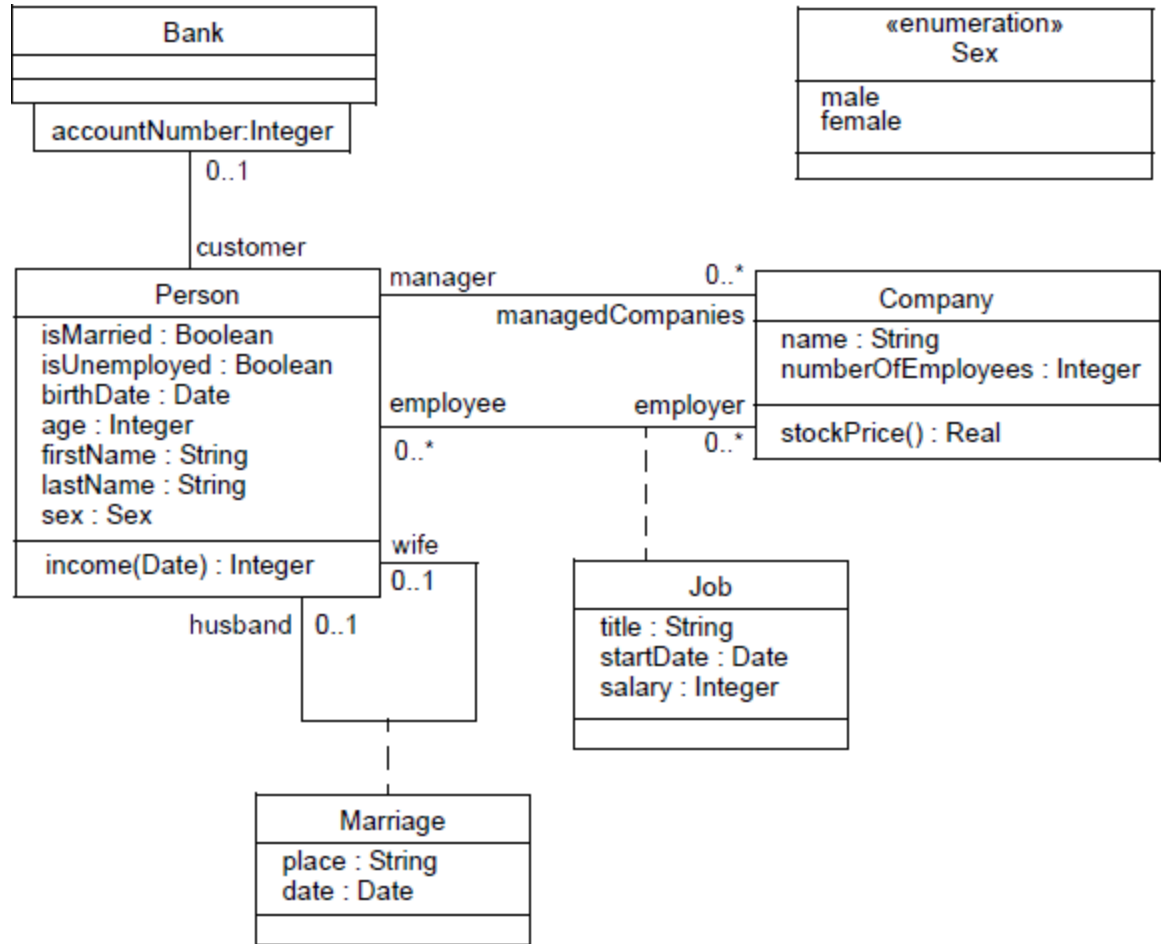 Bank
accountNumber:Integer
0..1
customer
«enumeration»
Sex
male
female
Person
isMarried : Boolean
isUnemployed : Boolean
birthDate : Date
age : Integer
firstName : String
lastName : String
sex : Sex
income(Date) : Integer
manager
0..*
managedCompanies
employee
employer
0..*
0..*
Company
name : String
numberOfEmployees : Integer
stockPrice() : Real
wife
0..1
husband
0..1
Job
title : String
startDate : Date
salary : Integer
Marriage
place : String
date : Date